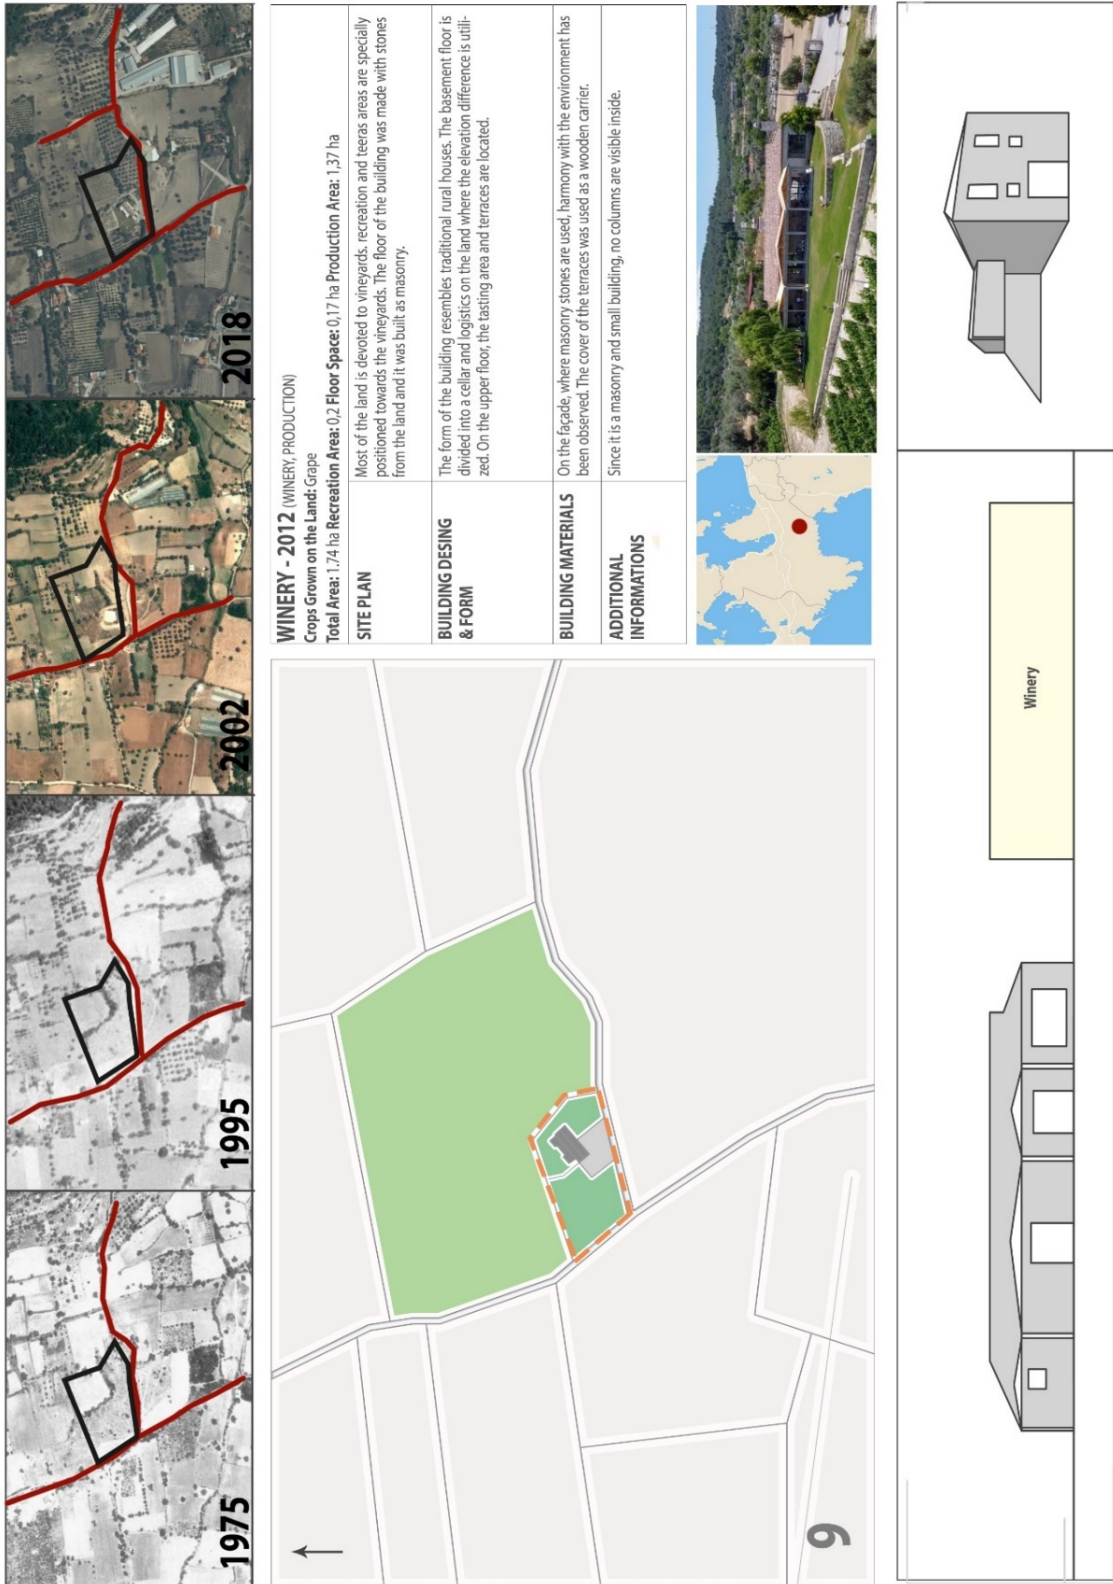 1975
1995
2002
2018
9
WINERY - 2012 (WINERY, PRODUCTION)
Crops Grown on the Land: Grape
Total Area: 1.74 ha Recreation Area: 0,2 Floor Space: 0,17 ha Production Area: 1,37 ha
SITE PLAN
Most of the land is devoted to vineyards. recreation and teeras areas are specially
positioned towards the vineyards. The floor of the building was made with stones
from the land and it was built as masonry.
BUILDING DESING
& FORM
The form of the building resembles traditional rural houses. The basement floor is
divided into a cellar and logistics on the land where the elevation difference is utili-
zed. On the upper floor, the tasting area and terraces are located.
BUILDING MATERIALS
On the façade, where masonry stones are used, harmony with the environment has
been observed. The cover of the terraces was used as a wooden carrier.
ADDITIONAL
INFORMATIONS
Since it is a masonry and small building, no columns are visible inside.
Winery